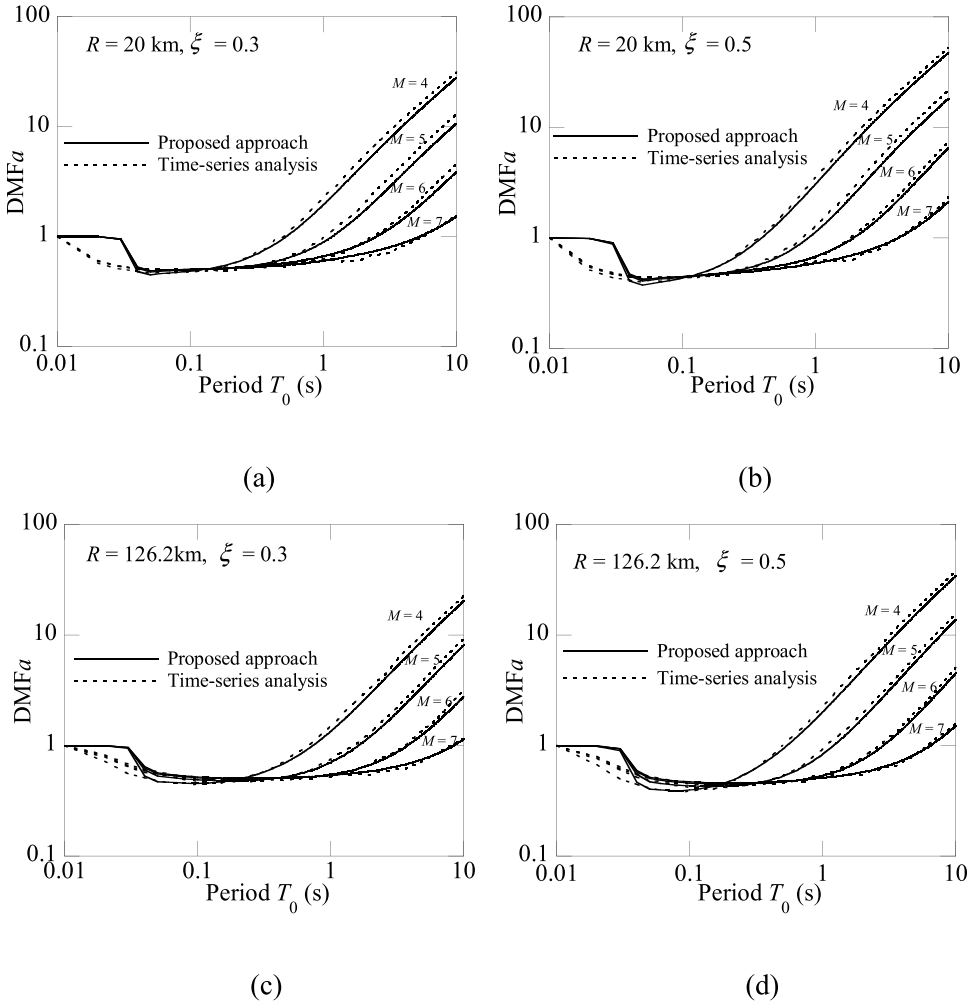 100
R = 20 km, ξ = 0.3
M = 4
10
Proposed approach
M = 5
Time-series analysis
DMFa
M = 6
M = 7
1
0.1
0.01
0.1
1
10
Period T0 (s)
(a)
100
R = 20 km, ξ = 0.5
M = 4
10
Proposed approach
M = 5
Time-series analysis
DMFa
M = 6
M = 7
1
0.1
0.01
0.1
1
10
Period T0 (s)
(b)
100
R = 126.2km, ξ = 0.3
M = 4
10
Proposed approach
M = 5
Time-series analysis
DMFa
M = 6
M = 7
1
0.1
0.01
0.1
1
10
Period T0 (s)
(c)
100
R = 126.2 km, ξ = 0.5
M = 4
10
Proposed approach
M = 5
Time-series analysis
DMFa
M = 6
M = 7
1
0.1
0.01
0.1
1
10
Period T0 (s)
(d)